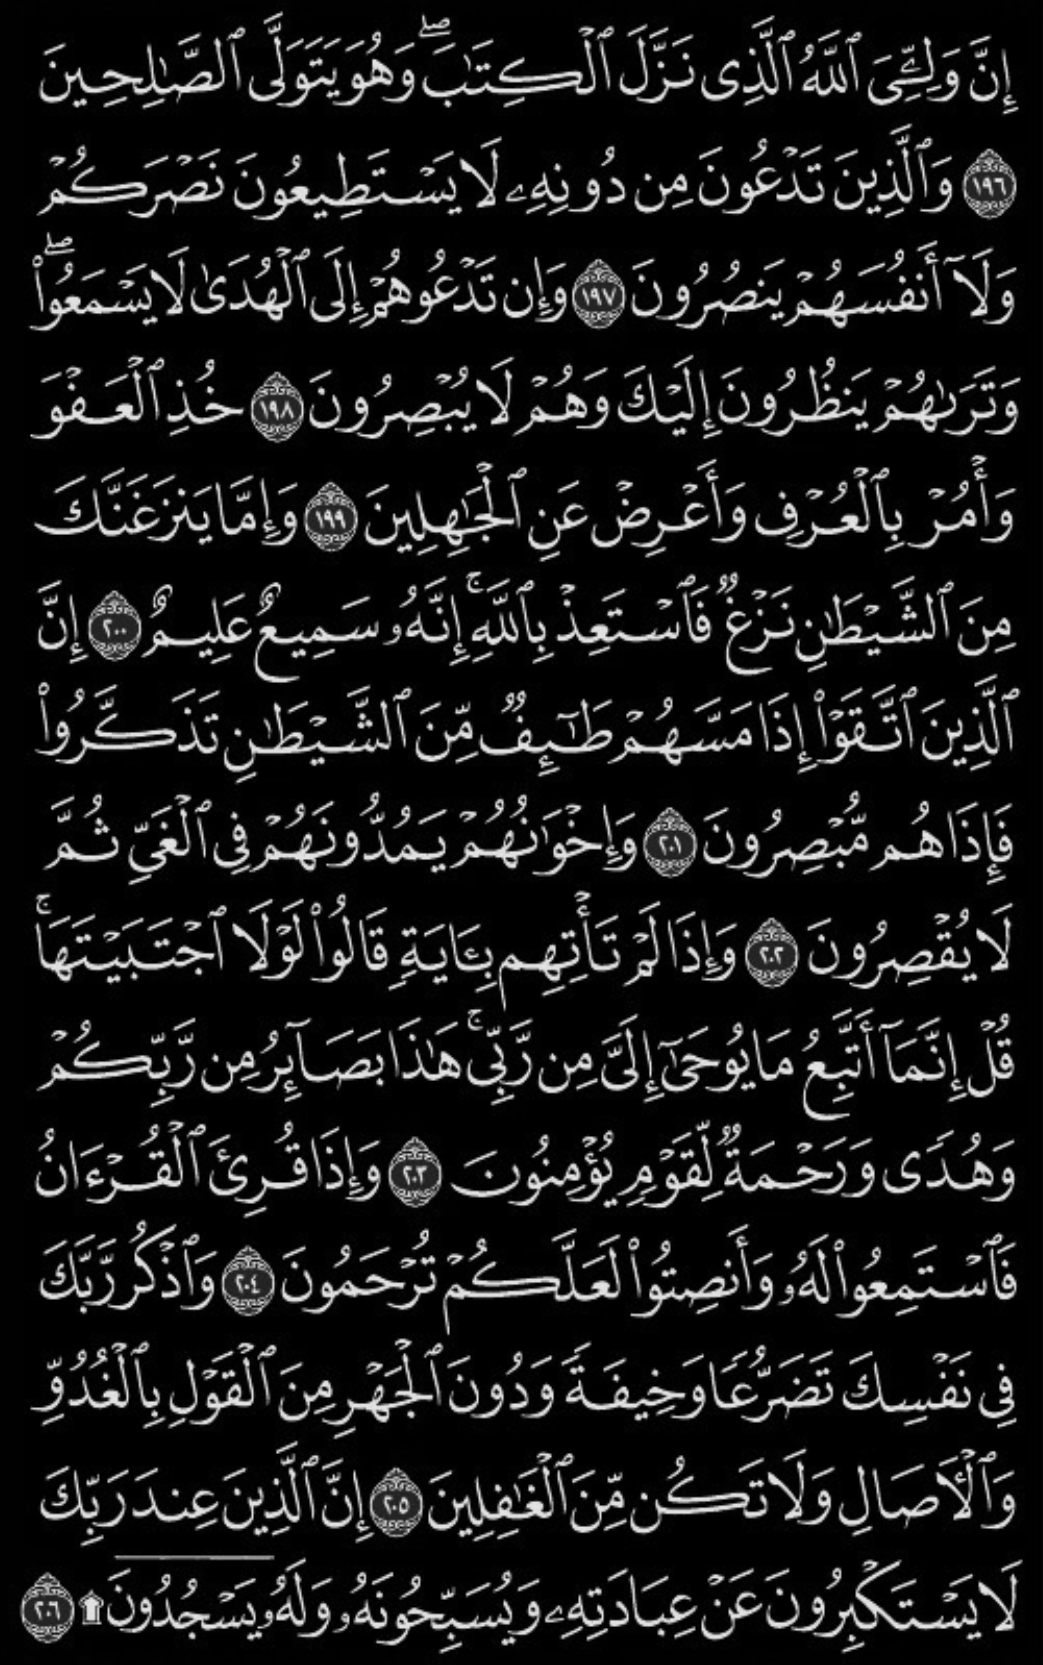 إِنَّ وَلِـِّۧىَ ٱللَّهُ ٱلَّذِى نَزَّلَ ٱلْكِتَٰبَ ۖ وَهُوَ يَتَوَلَّى ٱلصَّٰلِحِينَ
١٩٦ وَٱلَّذِينَ تَدْعُونَ مِن دُونِهِۦ لَا يَسْتَطِيعُونَ نَصْرَكُمْ
وَلَآ أَنفُسَهُمْ يَنصُرُونَ ١٩٧ وَإِن تَدْعُوهُمْ إِلَى ٱلْهُدَىٰ لَا يَسْمَعُوا۟ ۖ
وَتَرَىٰهُمْ يَنظُرُونَ إِلَيْكَ وَهُمْ لَا يُبْصِرُونَ ١٩٨ خُذِ ٱلْعَفْوَ
وَأْمُرْ بِٱلْعُرْفِ وَأَعْرِضْ عَنِ ٱلْجَٰهِلِينَ ١٩٩ وَإِمَّا يَنزَغَنَّكَ
مِنَ ٱلشَّيْطَٰنِ نَزْغٌ فَٱسْتَعِذْ بِٱللَّهِ ۚ إِنَّهُۥ سَمِيعٌ عَلِيمٌ ٢٠٠ إِنَّ
ٱلَّذِينَ ٱتَّقَوْا۟ إِذَا مَسَّهُمْ طَٰٓئِفٌ مِّنَ ٱلشَّيْطَٰنِ تَذَكَّرُوا۟
فَإِذَا هُم مُّبْصِرُونَ ٢٠١ وَإِخْوَٰنُهُمْ يَمُدُّونَهُمْ فِى ٱلْغَىِّ ثُمَّ
لَا يُقْصِرُونَ ٢٠٢ وَإِذَا لَمْ تَأْتِهِم بِـَٔايَةٍ قَالُوا۟ لَوْلَا ٱجْتَبَيْتَهَا ۚ
قُلْ إِنَّمَآ أَتَّبِعُ مَا يُوحَىٰٓ إِلَىَّ مِن رَّبِّى ۚ هَٰذَا بَصَآئِرُ مِن رَّبِّكُمْ
وَهُدًى وَرَحْمَةٌ لِّقَوْمٍ يُؤْمِنُونَ ٢٠٣ وَإِذَا قُرِئَ ٱلْقُرْءَانُ
فَٱسْتَمِعُوا۟ لَهُۥ وَأَنصِتُوا۟ لَعَلَّكُمْ تُرْحَمُونَ ٢٠٤ وَٱذْكُر رَّبَّكَ
فِى نَفْسِكَ تَضَرُّعًا وَخِيفَةً وَدُونَ ٱلْجَهْرِ مِنَ ٱلْقَوْلِ بِٱلْغُدُوِّ
وَٱلْـَٔاصَالِ وَلَا تَكُن مِّنَ ٱلْغَٰفِلِينَ ٢٠٥ إِنَّ ٱلَّذِينَ عِندَ رَبِّكَ
لَا يَسْتَكْبِرُونَ عَنْ عِبَادَتِهِۦ وَيُسَبِّحُونَهُۥ وَلَهُۥ يَسْجُدُونَ ۩ ٢٠٦